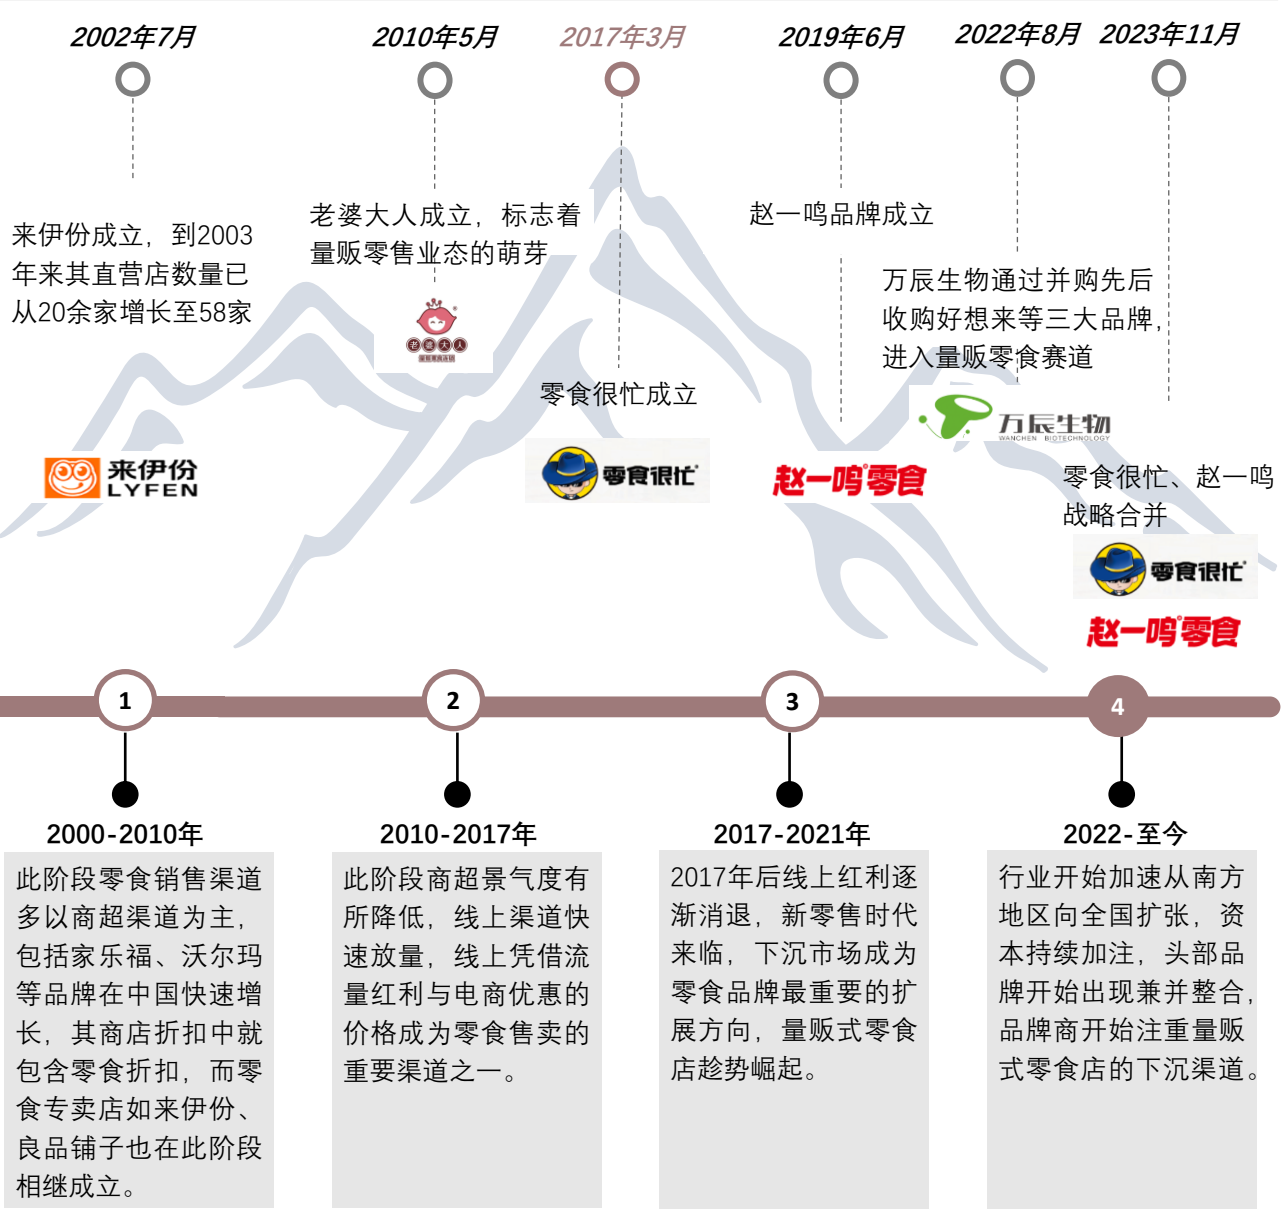 2002年7月
2010年5月
2017年3月
2019年6月
2022年8月
2023年11月
来伊份成立，到2003
年来其直营店数量已
从20余家增长至58家
来伊份
LYFEN
老婆大人成立，标志着
量贩零售业态的萌芽
老婆大人
零食很忙成立
零食很忙
赵一鸣品牌成立
赵一鸣零食
万辰生物通过并购先后
收购好想来等三大品牌，
进入量贩零食赛道
万辰生物
WANCHEN BIOTECHNOLOGY
零食很忙、赵一鸣
战略合并
零食很忙
赵一鸣零食
1
2
3
4
2000-2010年
此阶段零食销售渠道
多以商超渠道为主，
包括家乐福、沃尔玛
等品牌在中国快速增
长，其商店折扣中就
包含零食折扣，而零
食专卖店如来伊份、
良品铺子也在此阶段
相继成立。
2010-2017年
此阶段商超景气度有
所降低，线上渠道快
速放量，线上凭借流
量红利与电商优惠的
价格成为零食售卖的
重要渠道之一。
2017-2021年
2017年后线上红利逐
渐消退，新零售时代
来临，下沉市场成为
零食品牌最重要的扩
展方向，量贩式零食
店趁势崛起。
2022-至今
行业开始加速从南方
地区向全国扩张，资
本持续加注，头部品
牌开始出现兼并整合，
品牌商开始注重量贩
式零食店的下沉渠道。